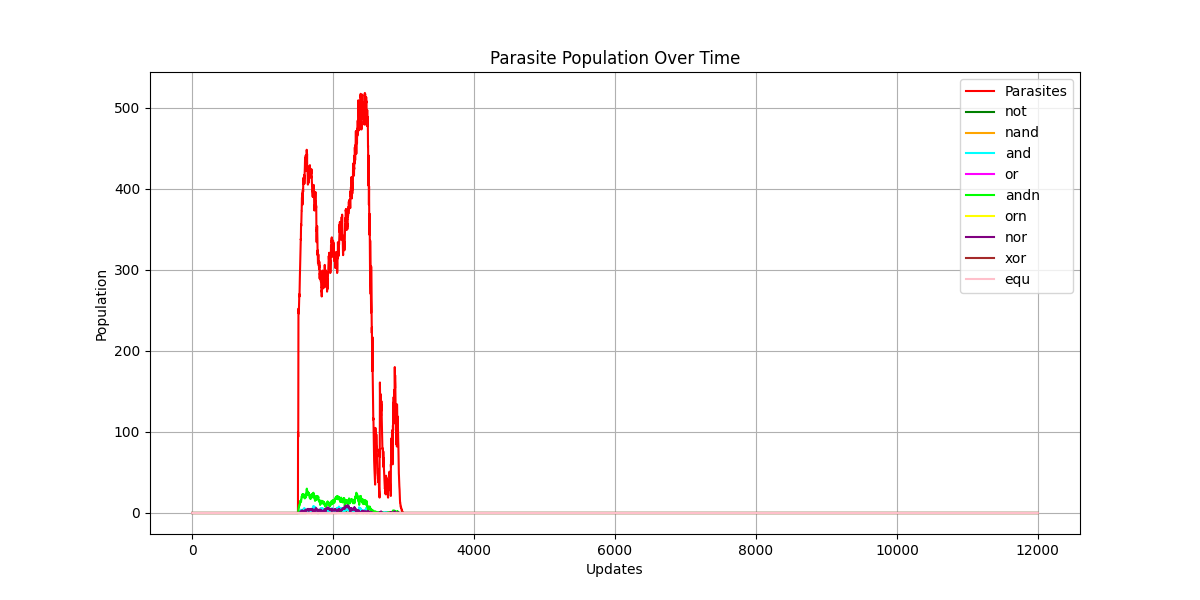 Parasite Population Over Time
Population
500
400
300
200
100
0
0 2000 4000 6000 8000 10000 12000
Updates
Parasites
not
nand
and
or
andn
orn
nor
xor
equ